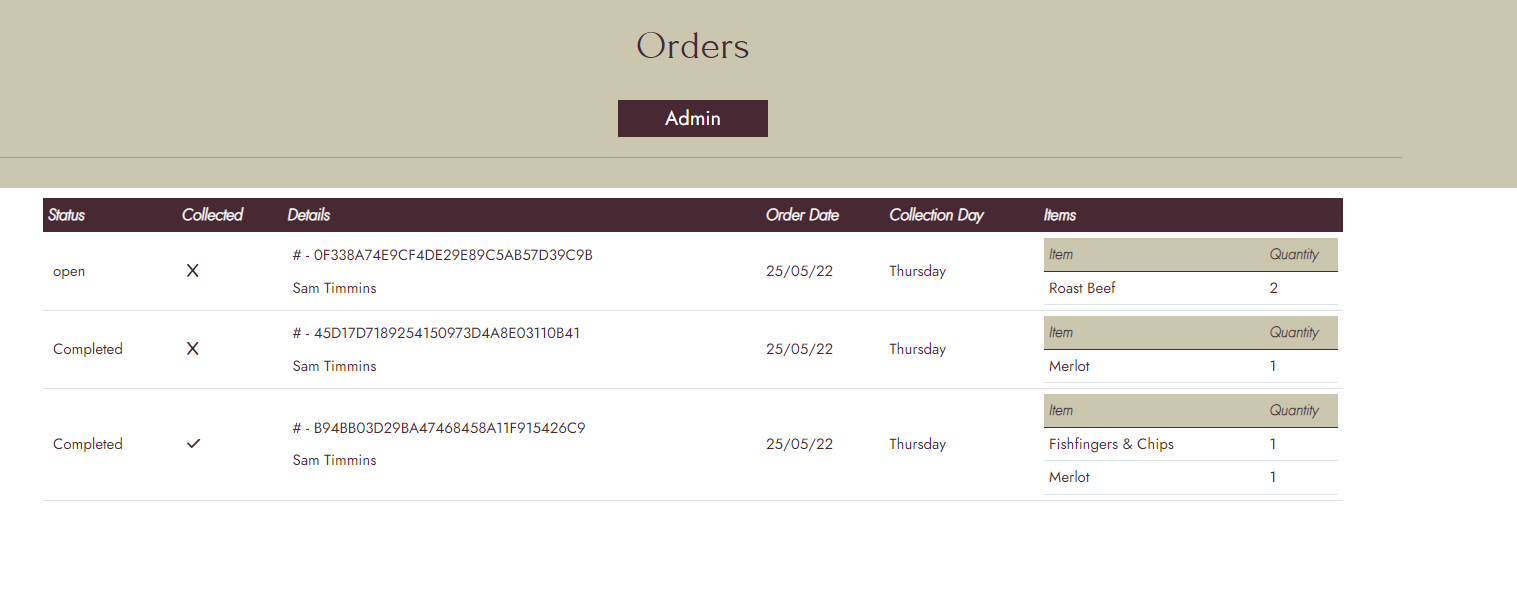 Orders
Admin
Status Collected Details Order Date Collection Day Items
Item Quantity
# - 0F338A74E9CF4DE29E89C5AB57D39C9B
open X 25/05/22 Thursday
Sam Timmins Roast Beef 2
Item Quantity
# - 45D17D7189254150973D4A8E03110B41
Completed X 25/05/22 Thursday
Sam Timmins Merlot 1
Item Quantity
# - B94BB03D29BA47468458A11F915426C9
Completed ✓ 25/05/22 Thursday Fishfingers & Chips 1
Sam Timmins
Merlot 1